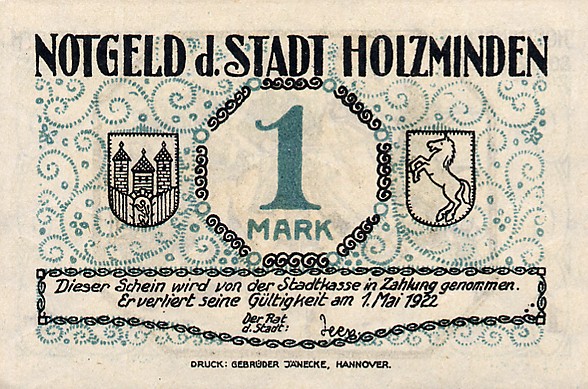 NOTGELD d. STADT HOLZMINDEN
1
MARK
Dieser Schein wird von der Stadtkasse in Zahlung genommen.
Er verliert seine Gültigkeit am 1. Mai 1922
Der Rat
d. Stadt:
DRUCK: GEBRÜDER JÄNECKE, HANNOVER.